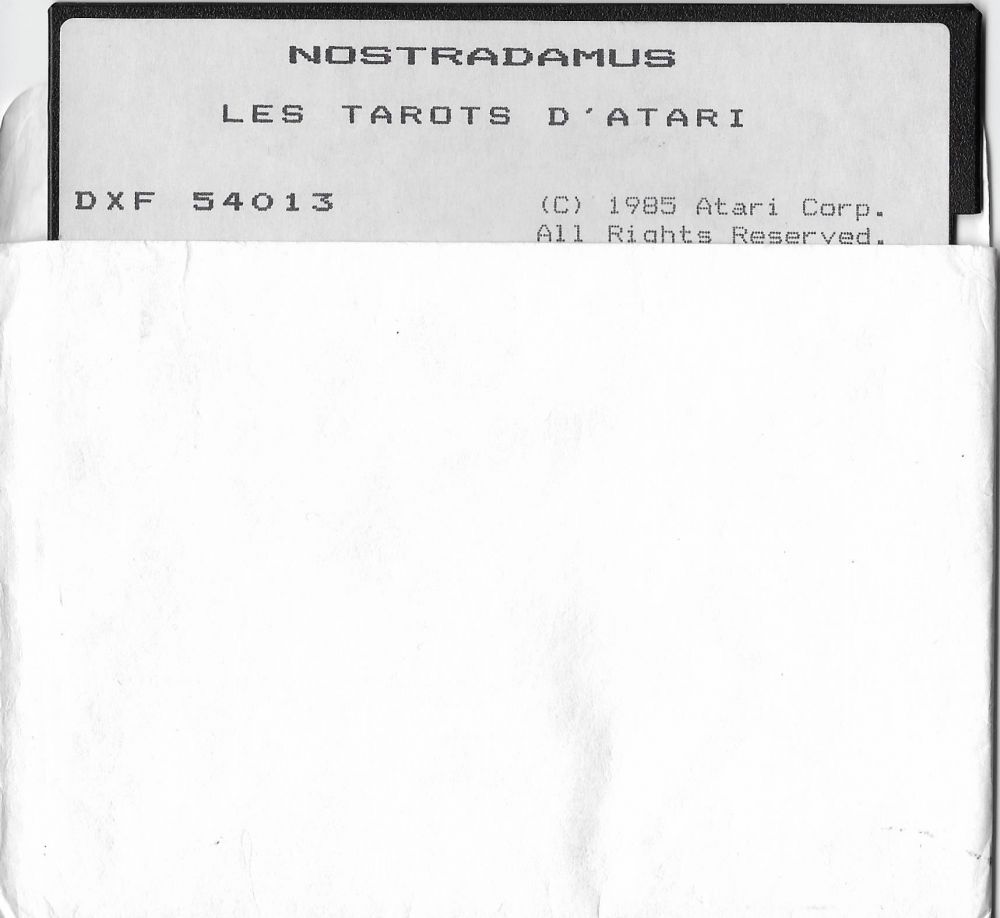 NOSTRADAMUS
LES TAROTS D'ATARI
DXF 54013
(C) 1985 Atari Corp.
All Rights Reserved.